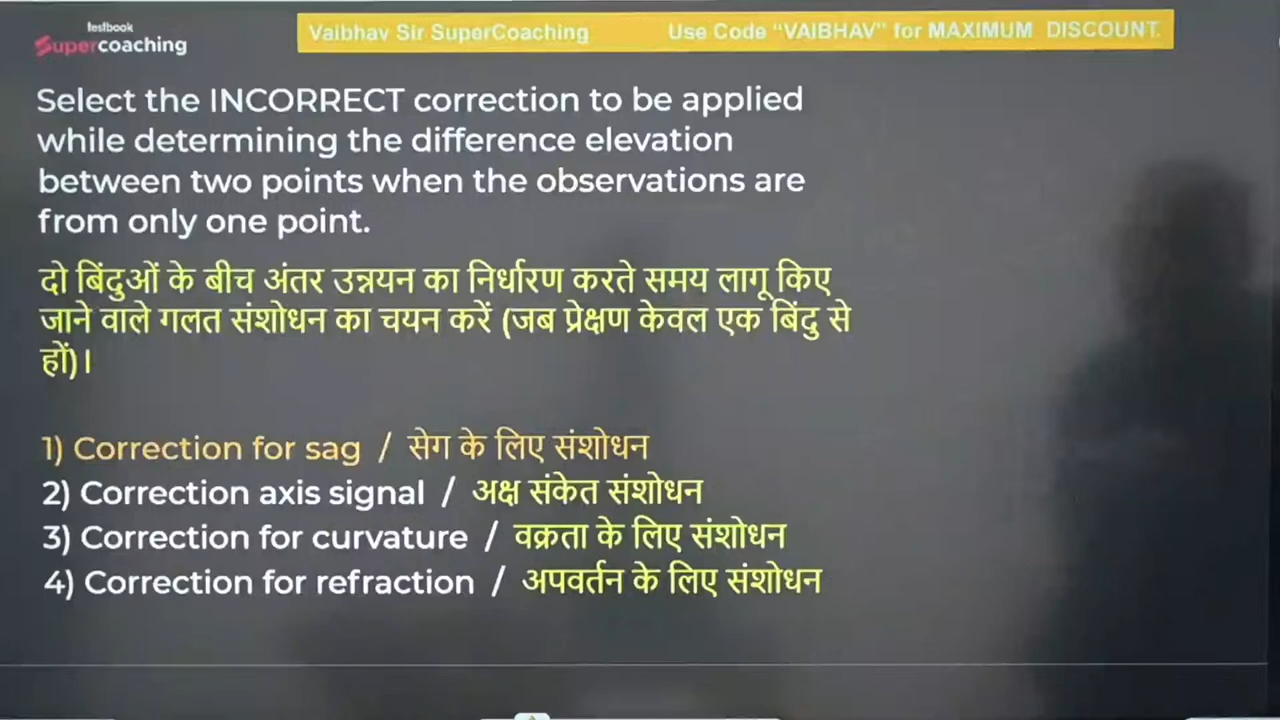 testbook
Supercoaching
Vaibhav Sir SuperCoaching Use Code “VAIBHAV” for MAXIMUM DISCOUNT.
Select the INCORRECT correction to be applied
while determining the difference elevation
between two points when the observations are
from only one point.
दो बिंदुओं के बीच अंतर उन्नयन का निर्धारण करते समय लागू किए
जाने वाले गलत संशोधन का चयन करें (जब प्रेक्षण केवल एक बिंदु से
हों)।
1) Correction for sag / सेग के लिए संशोधन
2) Correction axis signal / अक्ष संकेत संशोधन
3) Correction for curvature / वक्रता के लिए संशोधन
4) Correction for refraction / अपवर्तन के लिए संशोधन